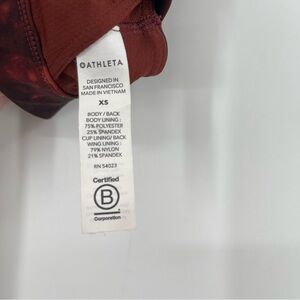 ATHLETA
DESIGNED IN
SAN FRANCISCO
MADE IN VIETNAM
XS
BODY / BACK
BODY LINING :
75% POLYESTER
25% SPANDEX
CUP LINING/ BACK
WING LINING :
79% NYLON
21% SPANDEX
RN 54023
Certified
B
Corporation